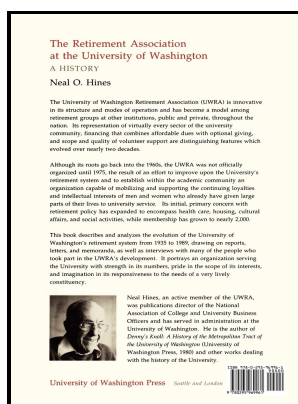 The Retirement Association
at the University of Washington
A HISTORY
Neal O. Hines
The University of Washington Retirement Association (UWRA) is innovative
in its structure and modes of operation and has become a model among
retirement groups at other institutions, public and private, throughout the
nation. Its representation of virtually every sector of the university
community, financing that combines affordable dues with optional giving,
and scope and quality of volunteer support are distinguishing features which
evolved over nearly two decades.
Although its roots go back into the 1960s, the UWRA was not officially
organized until 1975, the result of an effort to improve upon the University's
retirement system and to establish within the academic community an
organization capable of mobilizing and supporting the continuing loyalties
and intellectual interests of men and women who already have given large
parts of their lives to university service. Its initial, primary concern with
retirement policy has expanded to encompass health care, housing, cultural
affairs, and social activities, while membership has grown to nearly 2,000.
This book describes and analyzes the evolution of the University of
Washington's retirement system from 1935 to 1989, drawing on reports,
letters, and memoranda, as well as interviews with many of the people who
took part in the UWRA's development. It portrays an organization serving
the University with strength in its numbers, pride in the scope of its interests,
and imagination in its responsiveness to the needs of a very lively
constituency.
Neal Hines, an active member of the UWRA,
was publications director of the National
Association of College and University Business
Officers and has served in administration at the
University of Washington. He is the author of
Denny's Knoll: A History of the Metropolitan Tract of
the University of Washington (University of
Washington Press, 1980) and other works dealing
with the history of the University.
University of Washington Press Seattle and London